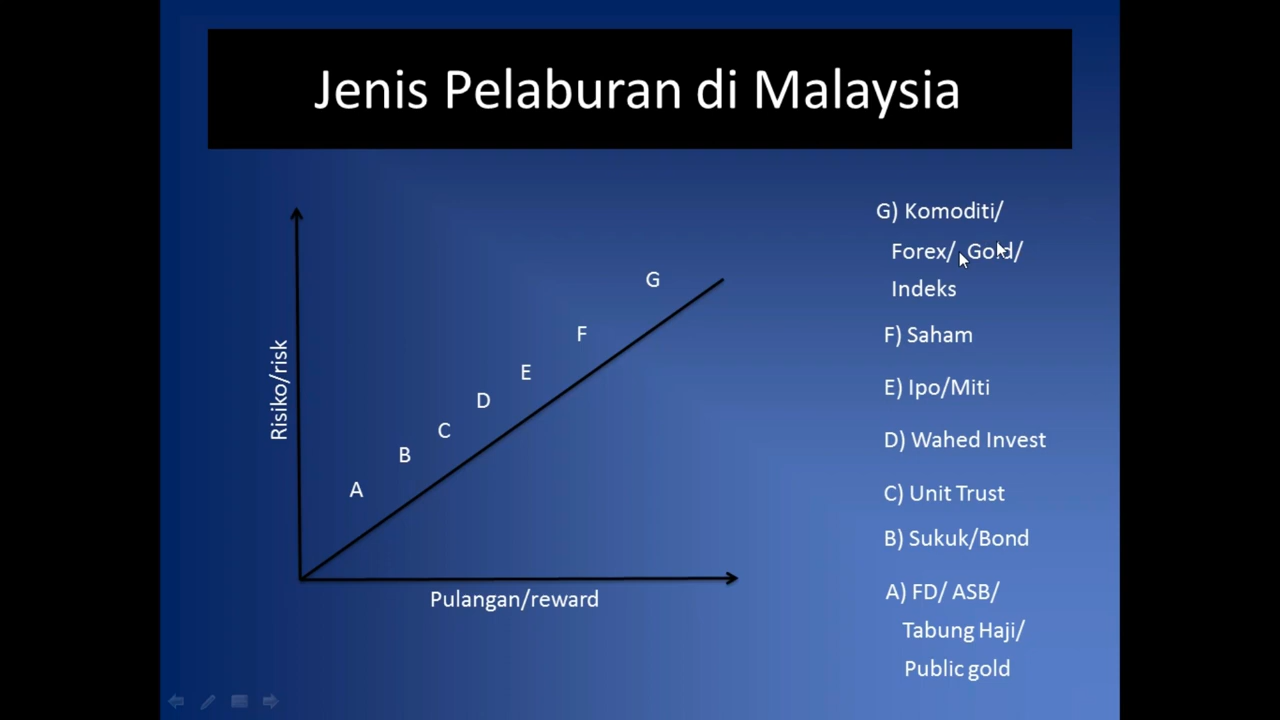 Jenis Pelaburan di Malaysia
Risiko/risk
A
B
C
D
E
F
G
Pulangan/reward
G) Komoditi/
Forex/ Gold/
Indeks
F) Saham
E) Ipo/Miti
D) Wahed Invest
C) Unit Trust
B) Sukuk/Bond
A) FD/ ASB/
Tabung Haji/
Public gold